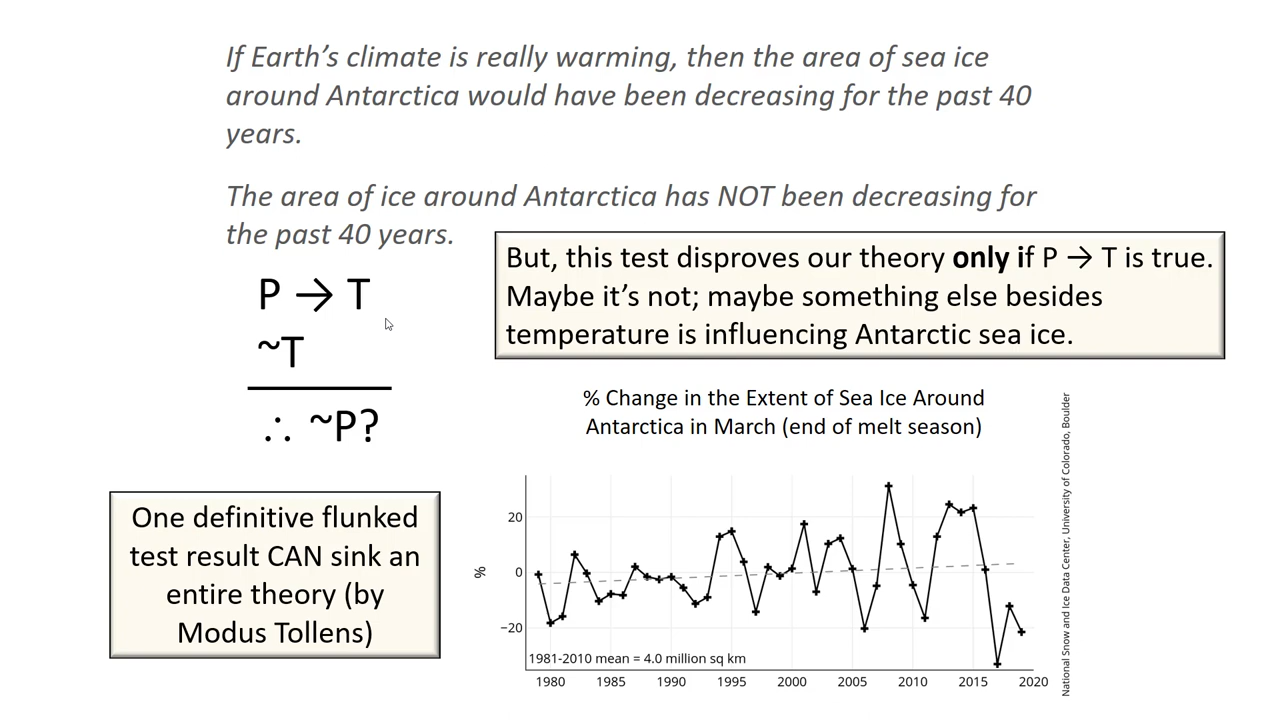 If Earth’s climate is really warming, then the area of sea ice
around Antarctica would have been decreasing for the past 40
years.
The area of ice around Antarctica has NOT been decreasing for
the past 40 years.
But, this test disproves our theory only if P → T is true.
Maybe it’s not; maybe something else besides
temperature is influencing Antarctic sea ice.
P → T
~T
∴ ~P?
One definitive flunked
test result CAN sink an
entire theory (by
Modus Tollens)
% Change in the Extent of Sea Ice Around
Antarctica in March (end of melt season)
%
20
0
−20
1981-2010 mean = 4.0 million sq km
1980 1985 1990 1995 2000 2005 2010 2015 2020
National Snow and Ice Data Center, University of Colorado, Boulder